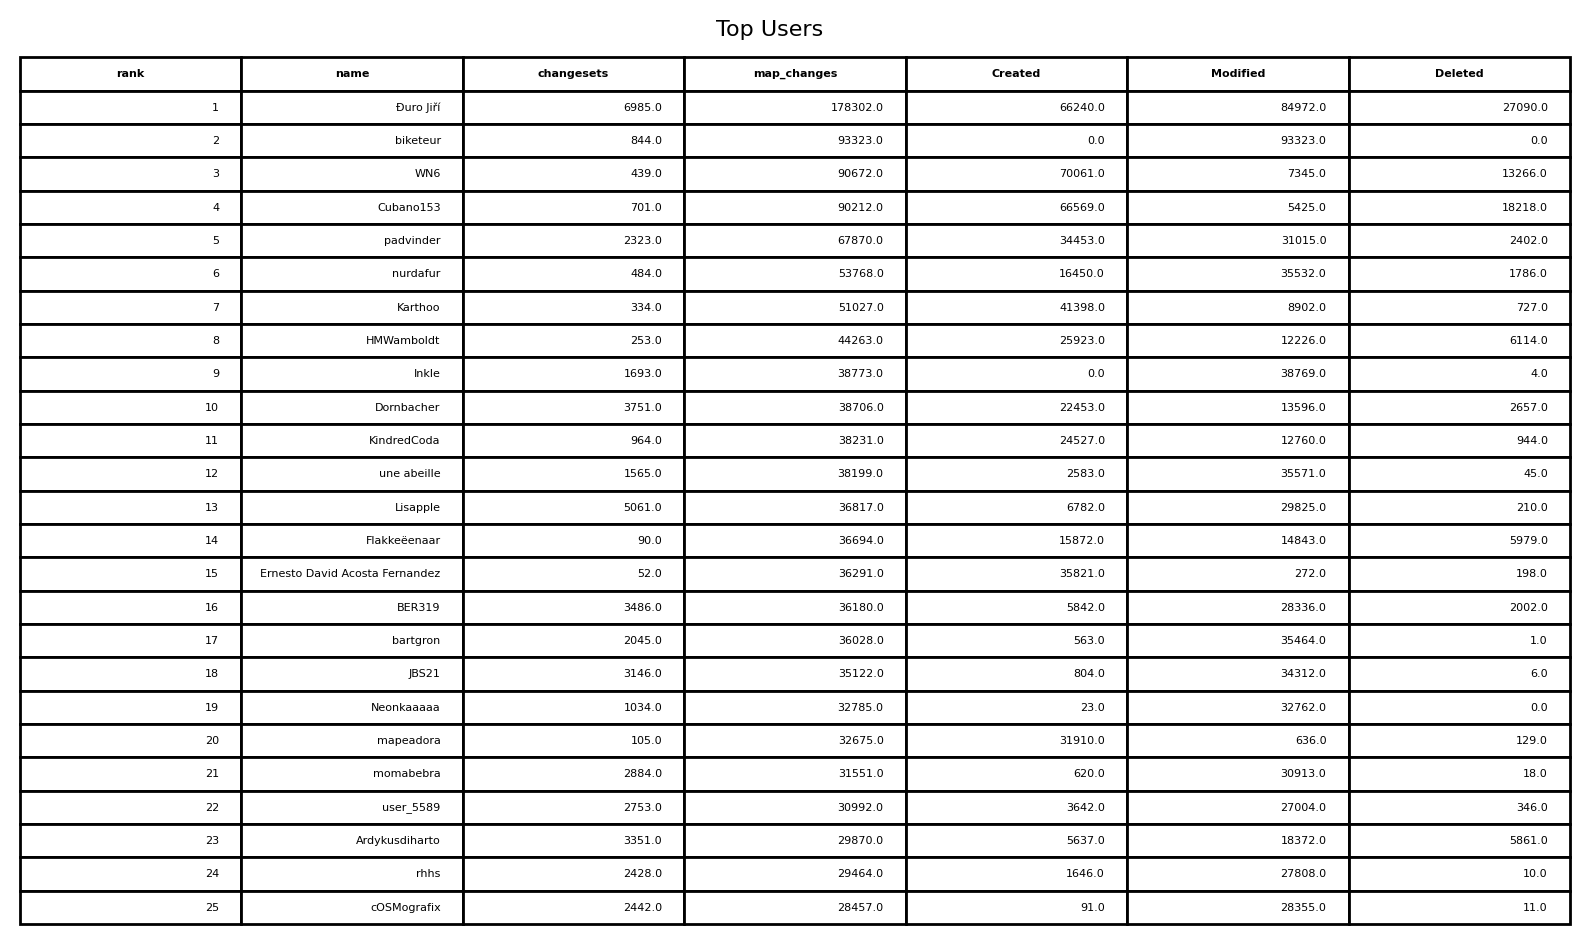 Top Users
rank name changesets map_changes Created Modified Deleted
1 Đuro Jiří 6985.0 178302.0 66240.0 84972.0 27090.0
2 biketeur 844.0 93323.0 0.0 93323.0 0.0
3 WN6 439.0 90672.0 70061.0 7345.0 13266.0
4 Cubano153 701.0 90212.0 66569.0 5425.0 18218.0
5 padvinder 2323.0 67870.0 34453.0 31015.0 2402.0
6 nurdafur 484.0 53768.0 16450.0 35532.0 1786.0
7 Karthoo 334.0 51027.0 41398.0 8902.0 727.0
8 HMWamboldt 253.0 44263.0 25923.0 12226.0 6114.0
9 Inkle 1693.0 38773.0 0.0 38769.0 4.0
10 Dornbacher 3751.0 38706.0 22453.0 13596.0 2657.0
11 KindredCoda 964.0 38231.0 24527.0 12760.0 944.0
12 une abeille 1565.0 38199.0 2583.0 35571.0 45.0
13 Lisapple 5061.0 36817.0 6782.0 29825.0 210.0
14 Flakkeëenaar 90.0 36694.0 15872.0 14843.0 5979.0
15 Ernesto David Acosta Fernandez 52.0 36291.0 35821.0 272.0 198.0
16 BER319 3486.0 36180.0 5842.0 28336.0 2002.0
17 bartgron 2045.0 36028.0 563.0 35464.0 1.0
18 JBS21 3146.0 35122.0 804.0 34312.0 6.0
19 Neonkaaaaa 1034.0 32785.0 23.0 32762.0 0.0
20 mapeadora 105.0 32675.0 31910.0 636.0 129.0
21 momabebra 2884.0 31551.0 620.0 30913.0 18.0
22 user_5589 2753.0 30992.0 3642.0 27004.0 346.0
23 Ardykusdiharto 3351.0 29870.0 5637.0 18372.0 5861.0
24 rhhs 2428.0 29464.0 1646.0 27808.0 10.0
25 cOSMografix 2442.0 28457.0 91.0 28355.0 11.0